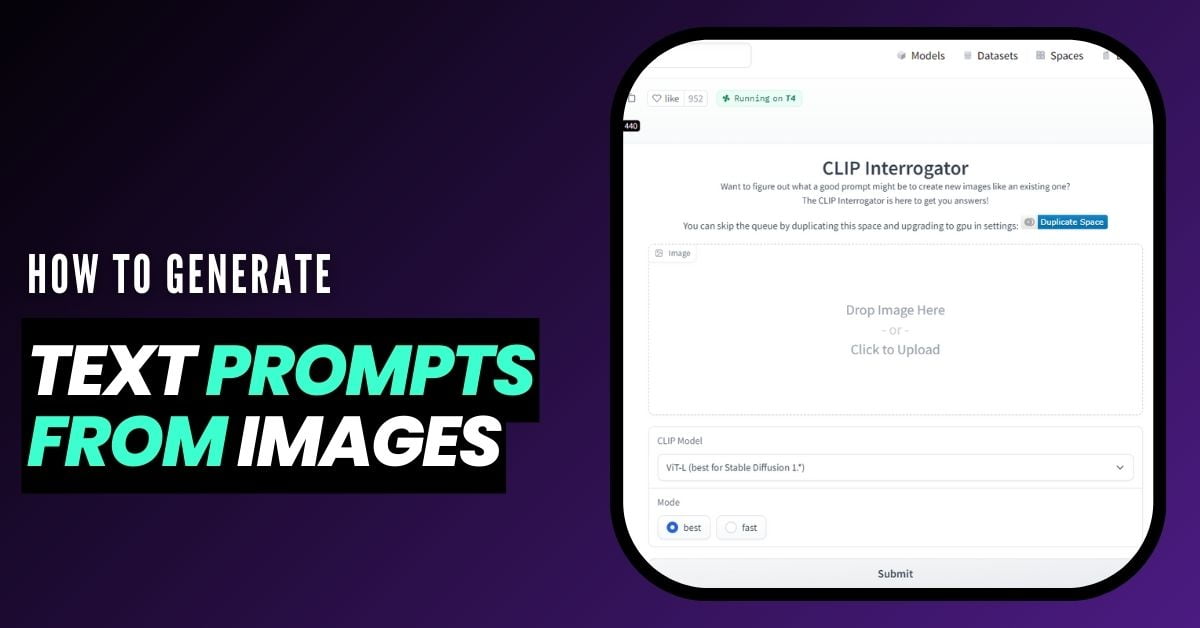 HOW TO GENERATE
TEXT PROMPTS
FROM IMAGES
Models Datasets Spaces
like 952 Running on T4
440
CLIP Interrogator
Want to figure out what a good prompt might be to create new images like an existing one?
The CLIP Interrogator is here to get you answers!
You can skip the queue by duplicating this space and upgrading to gpu in settings: Duplicate Space
Image
Drop Image Here
- or -
Click to Upload
CLIP Model
ViT-L (best for Stable Diffusion 1.*)
Mode
best fast
Submit